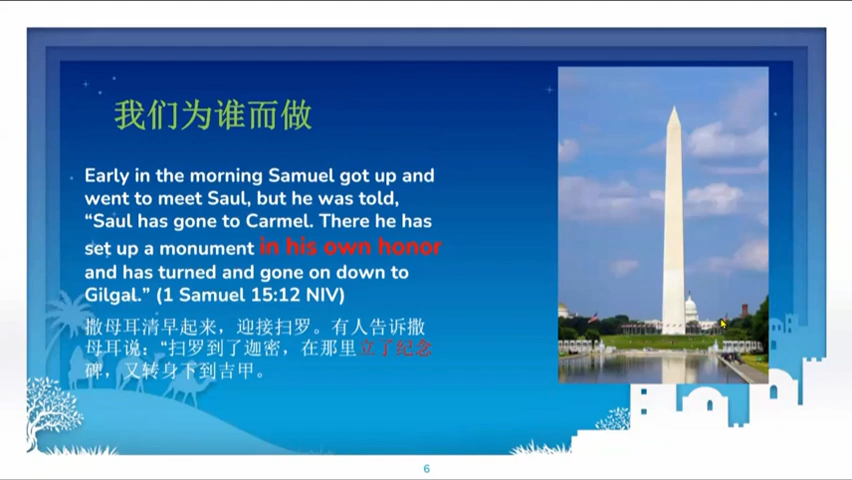 我们为谁而做
Early in the morning Samuel got up and
went to meet Saul, but he was told,
“Saul has gone to Carmel. There he has
set up a monument in his own honor
and has turned and gone on down to
Gilgal.” (1 Samuel 15:12 NIV)
撒母耳清早起来，迎接扫罗。有人告诉撒
母耳说：“扫罗到了迦密，在那里立了纪念
碑，又转身下到吉甲。
6